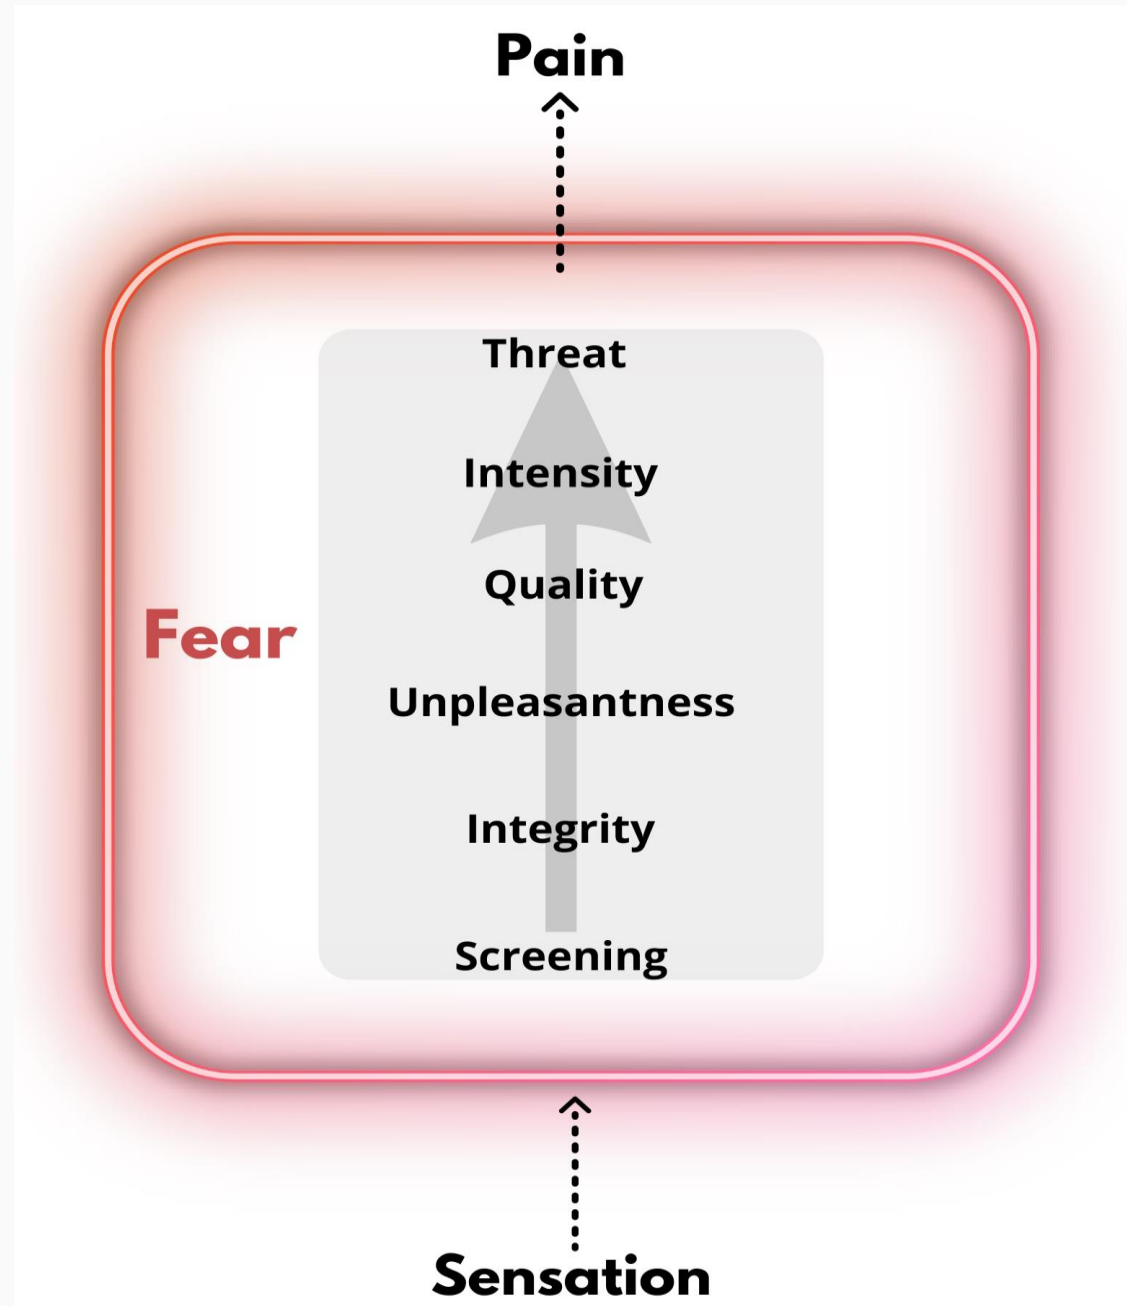 Pain
Threat
Intensity
Quality
Fear
Unpleasantness
Integrity
Screening
Sensation